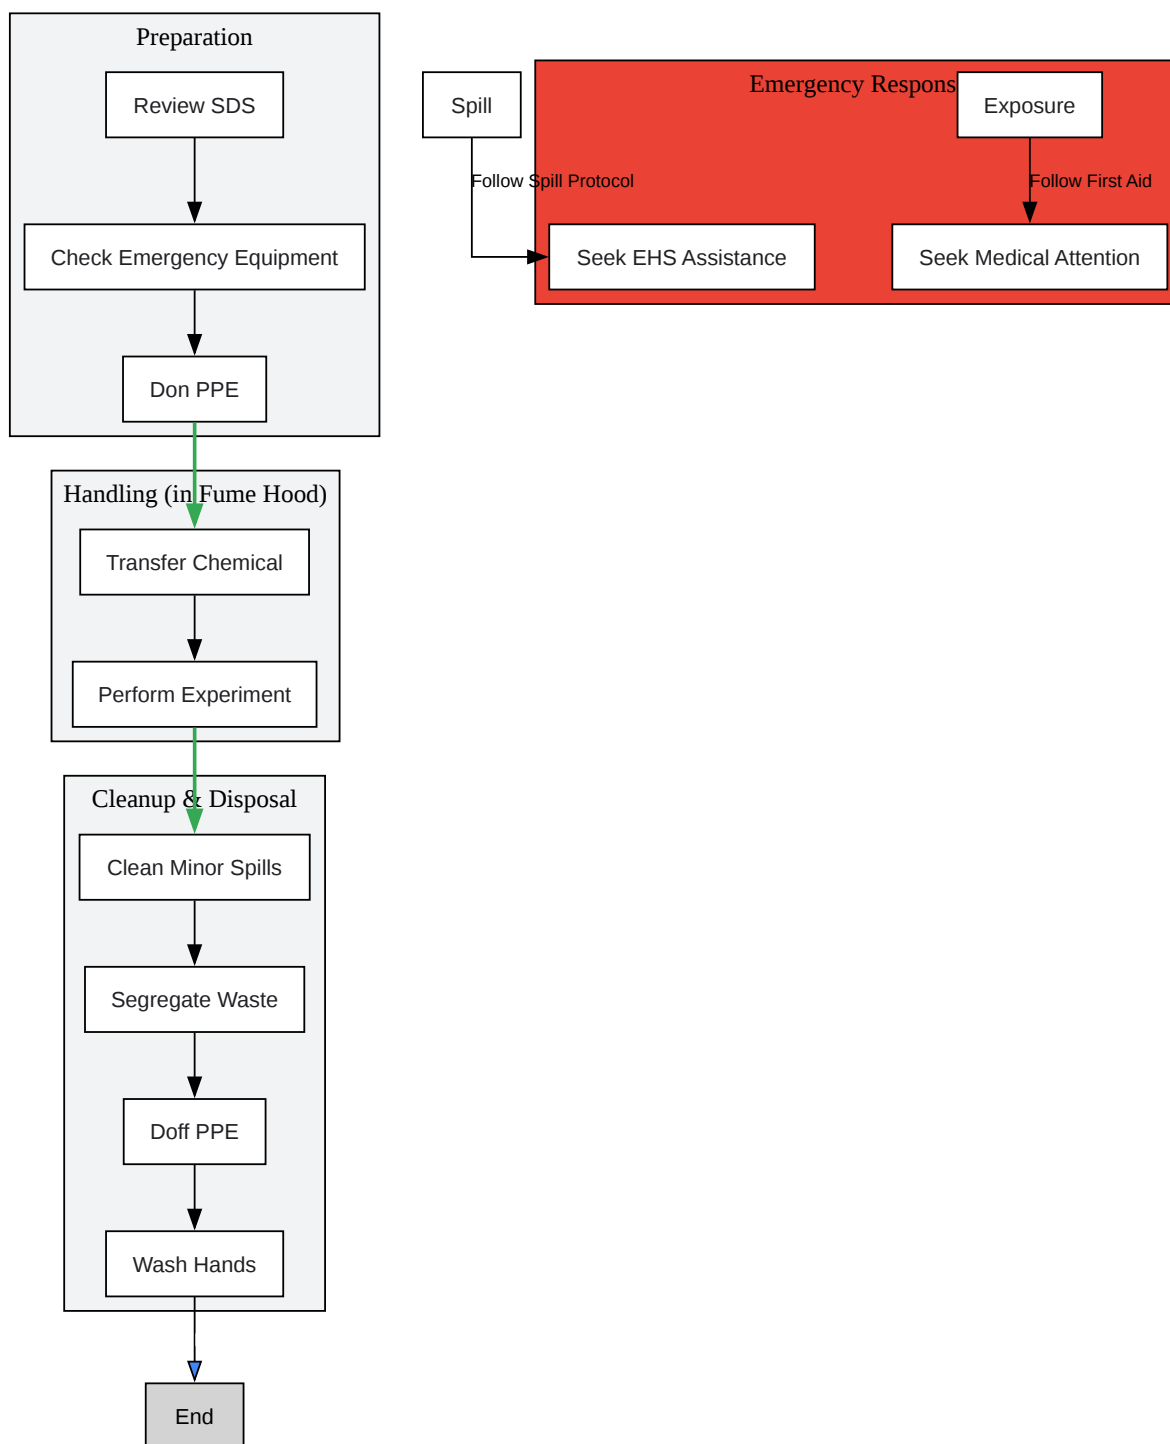 Preparation
Review SDS
Check Emergency Equipment
Don PPE
Handling (in Fume Hood)
Transfer Chemical
Perform Experiment
Cleanup & Disposal
Clean Minor Spills
Segregate Waste
Doff PPE
Wash Hands
End
Emergency Respons
Spill
Follow Spill Protocol
Seek EHS Assistance
Exposure
Follow First Aid
Seek Medical Attention